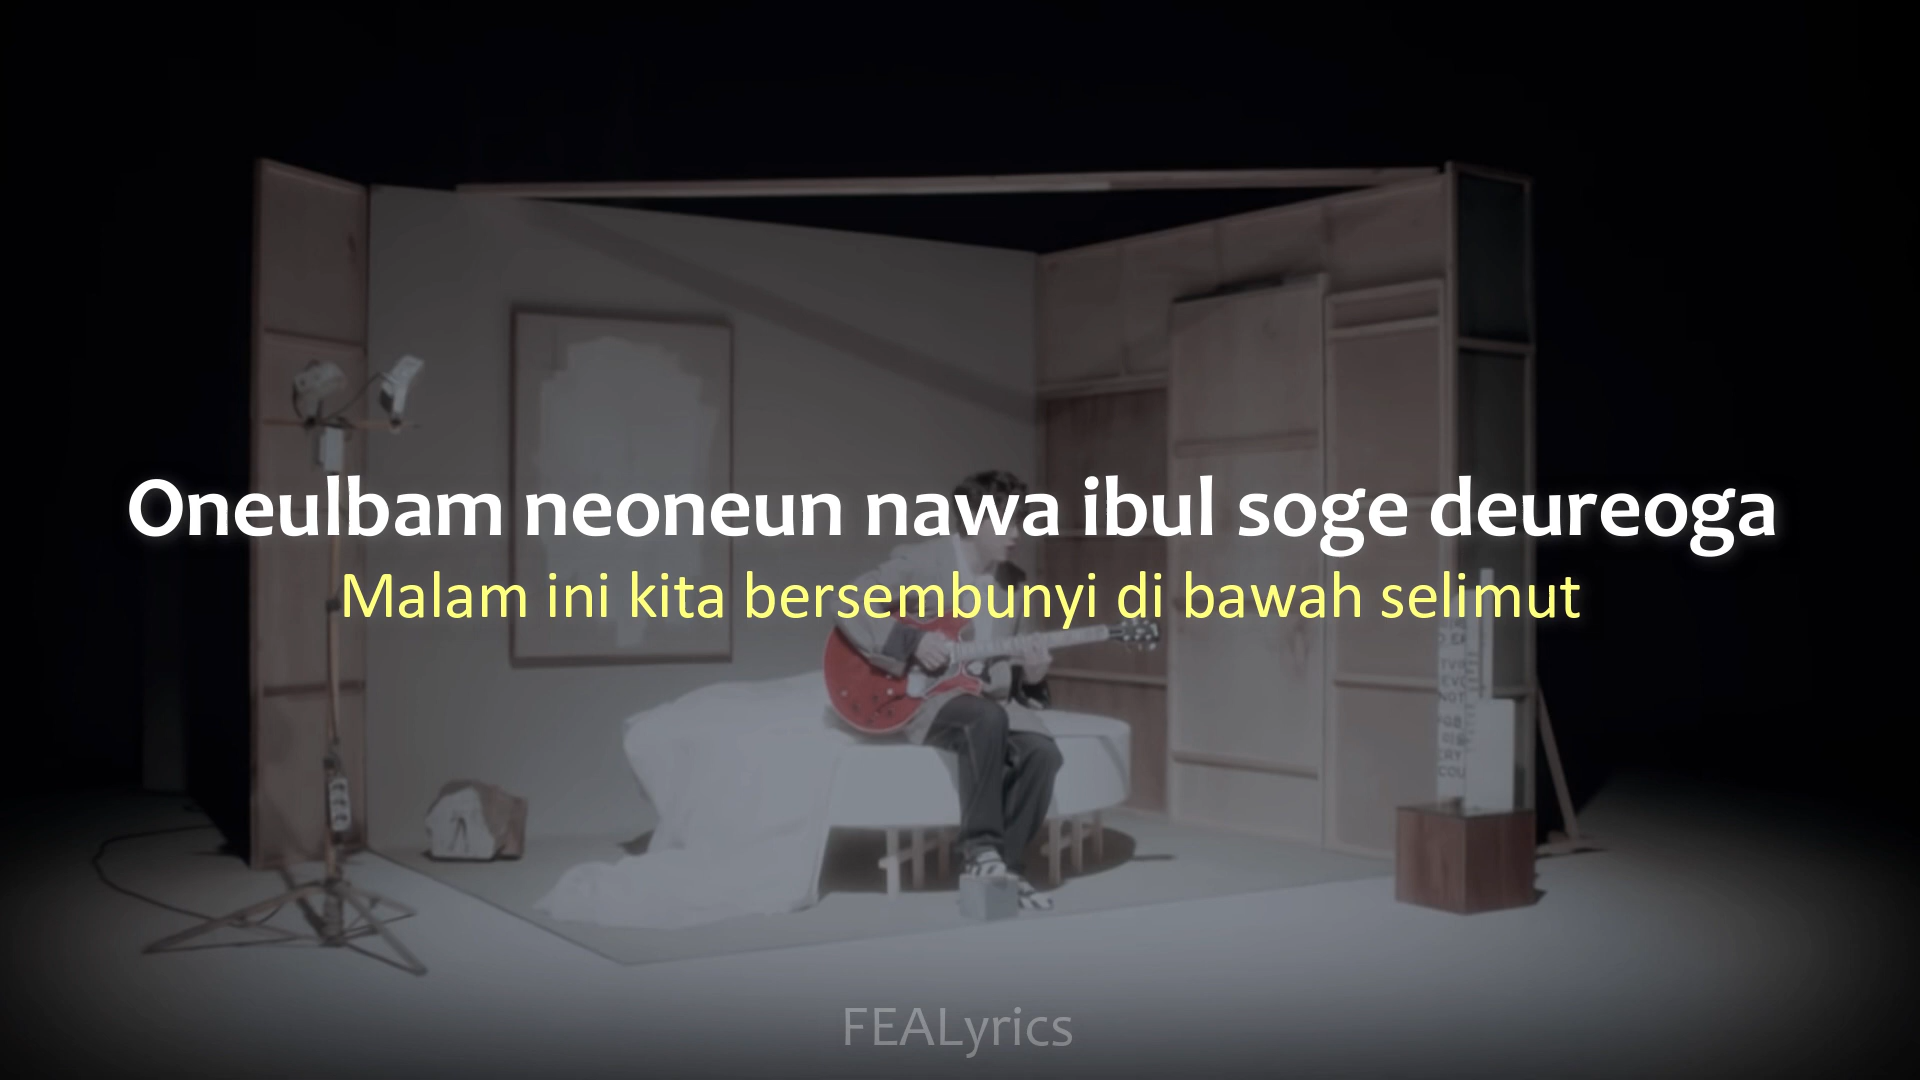 Oneulbam neoneun nawa ibul soge deureoga
Malam ini kita bersembunyi di bawah selimut
FEALyrics